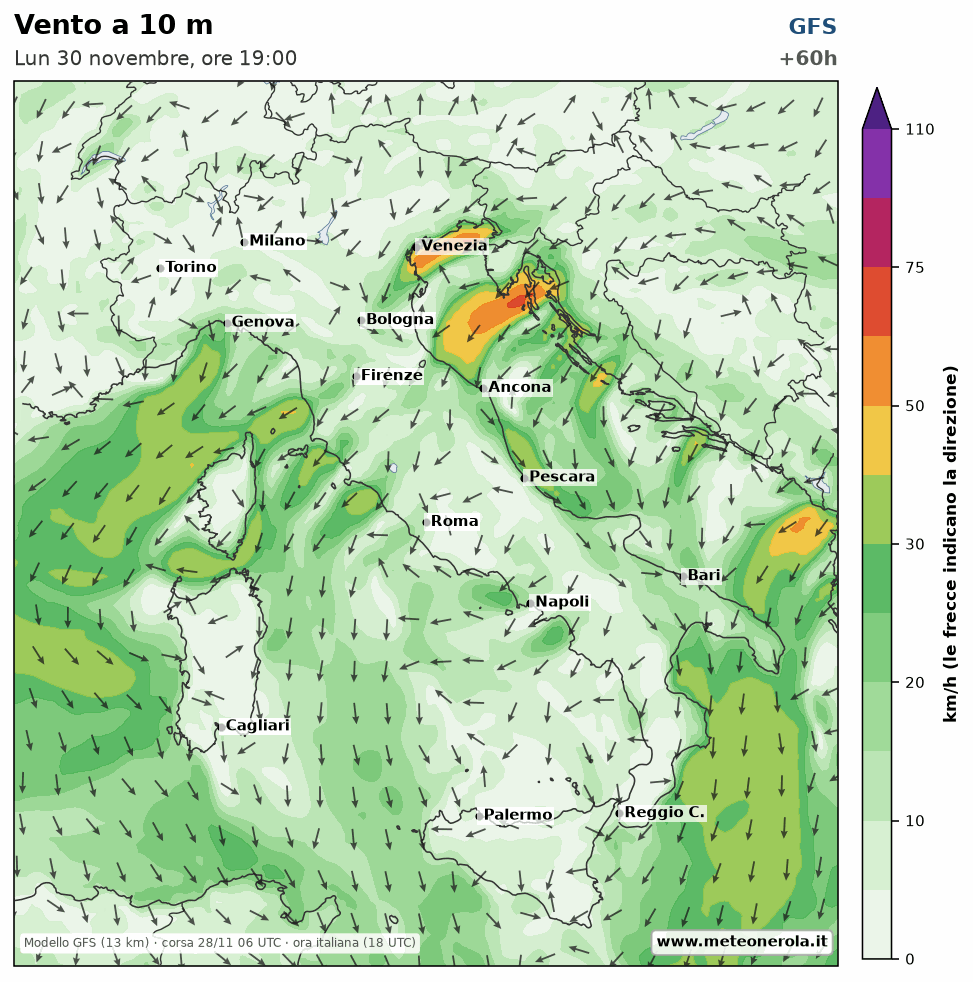 Vento a 10 m
GFS
Lun 30 novembre, ore 19:00
+60h
110
Venezia
Milano
Torino
75
Genova
Bologna
Firenze
Ancona
50
Pescara
Roma
30
Bari
Napoli
20
Cagliari
Palermo
Reggio C.
10
km/h (le frecce indicano la direzione)
Modello GFS (13 km) · corsa 28/11 06 UTC · ora italiana (18 UTC)
www.meteonerola.it
0